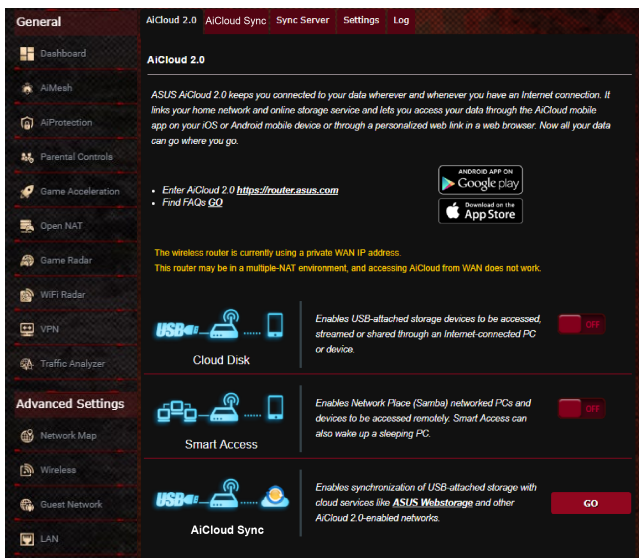 General
Dashboard
AiMesh
AiProtection
Parental Controls
Game Acceleration
Open NAT
Game Radar
WiFi Radar
VPN
Traffic Analyzer
Advanced Settings
Network Map
Wireless
Guest Network
LAN
AiCloud 2.0 AiCloud Sync Sync Server Settings Log
AiCloud 2.0
ASUS AiCloud 2.0 keeps you connected to your data wherever and whenever you have an Internet connection. It
links your home network and online storage service and lets you access your data through the AiCloud mobile
app on your iOS or Android mobile device or through a personalized web link in a web browser. Now all your data
can go where you go.
• Enter AiCloud 2.0 https://router.asus.com
• Find FAQs GO
ANDROID APP ON
Google play
Download on the
App Store
The wireless router is currently using a private WAN IP address.
This router may be in a multiple-NAT environment, and accessing AiCloud from WAN does not work.
USB
Cloud Disk
Enables USB-attached storage devices to be accessed,
streamed or shared through an Internet-connected PC
or device.
OFF
Smart Access
Enables Network Place (Samba) networked PCs and
devices to be accessed remotely. Smart Access can
also wake up a sleeping PC.
OFF
USB
AiCloud Sync
Enables synchronization of USB-attached storage with
cloud services like ASUS Webstorage and other
AiCloud 2.0-enabled networks.
GO